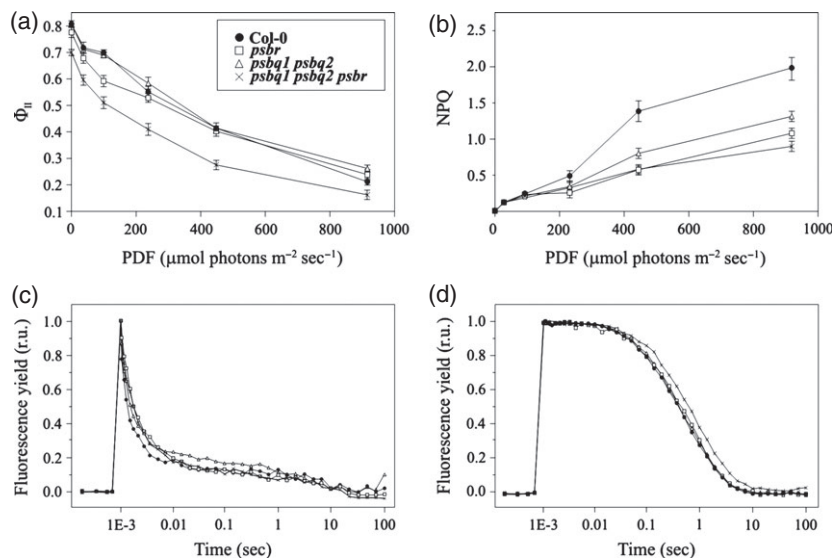 (a)
0.8
0.7
0.6
0.5
0.4
0.3
0.2
0.1
Φ_II
Col-0
psbr
psbq1 psbq2
psbq1 psbq2 psbr
0 200 400 600 800 1000
PDF (μmol photons m⁻² sec⁻¹)
(b)
2.5
2.0
1.5
1.0
0.5
NPQ
0 200 400 600 800 1000
PDF (μmol photons m⁻² sec⁻¹)
(c)
1.0
0.8
0.6
0.4
0.2
0.0
Fluorescence yield (r.u.)
1E-3 0.01 0.1 1 10 100
Time (sec)
(d)
1.0
0.8
0.6
0.4
0.2
0.0
Fluorescence yield (r.u.)
1E-3 0.01 0.1 1 10 100
Time (sec)